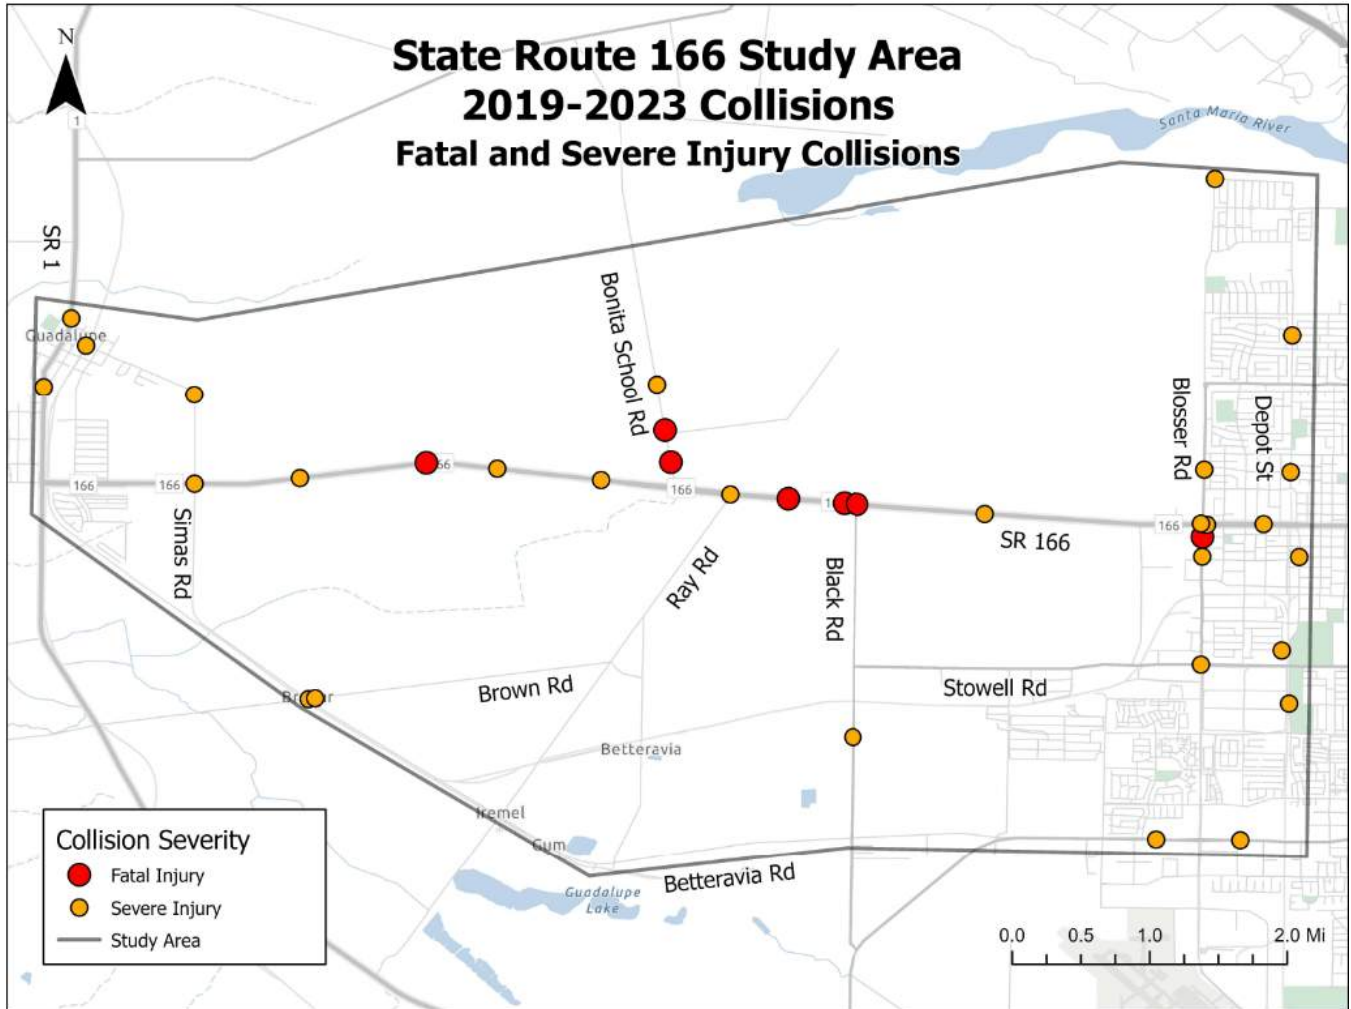 State Route 166 Study Area
2019-2023 Collisions
Fatal and Severe Injury Collisions
N
1
Santa Maria River
SR 1
Guadalupe
Bonita School Rd
Blosser Rd
Depot St
166
166
166
166
Simas Rd
SR 166
Ray Rd
Black Rd
Brown Rd
Stowell Rd
Betteravia
Iremel
Gum
Betteravia Rd
Guadalupe
Lake
Collision Severity
Fatal Injury
Severe Injury
Study Area
0.0 0.5 1.0 2.0 Mi